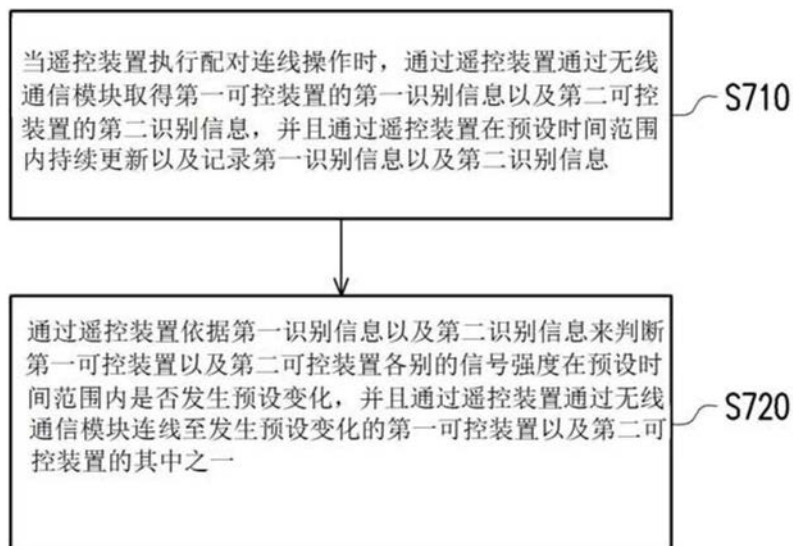 当遥控装置执行配对连线操作时，通过遥控装置通过无线
通信模块取得第一可控装置的第一识别信息以及第二可控
装置的第二识别信息，并且通过遥控装置在预设时间范围
内持续更新以及记录第一识别信息以及第二识别信息
S710
通过遥控装置依据第一识别信息以及第二识别信息来判断
第一可控装置以及第二可控装置各别的信号强度在预设时
间范围内是否发生预设变化，并且通过遥控装置通过无线
通信模块连线至发生预设变化的第一可控装置以及第二可
控装置的其中之一
S720